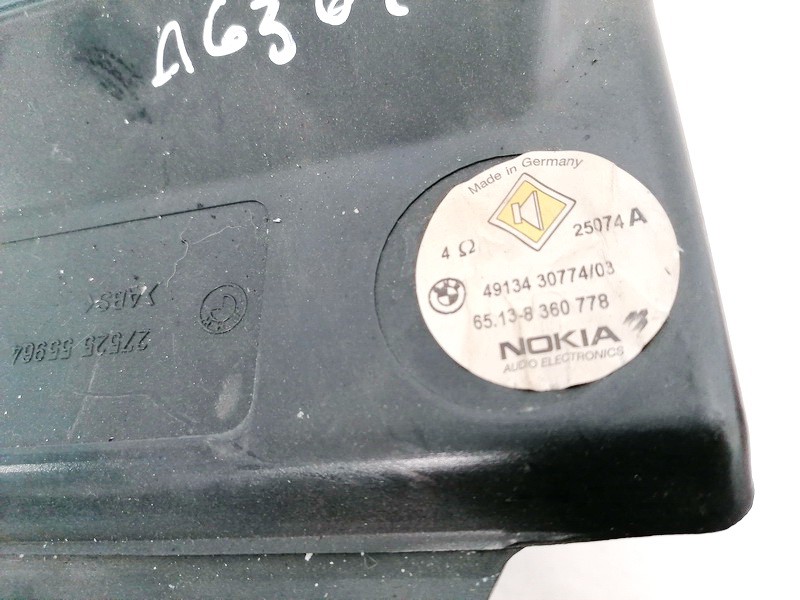 Made in Germany
4 Ω
25074 A
49134 30774/03
65.13-8 360 778
NOKIA
AUDIO ELECTRONICS
>ABS<
27525 55964